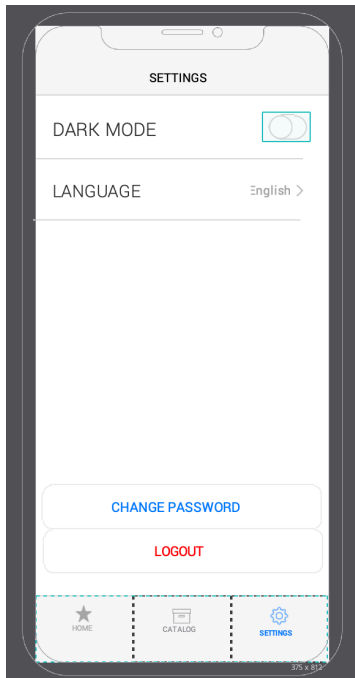 SETTINGS
DARK MODE
LANGUAGE English
CHANGE PASSWORD
LOGOUT
HOME CATALOG SETTINGS
375 x 812